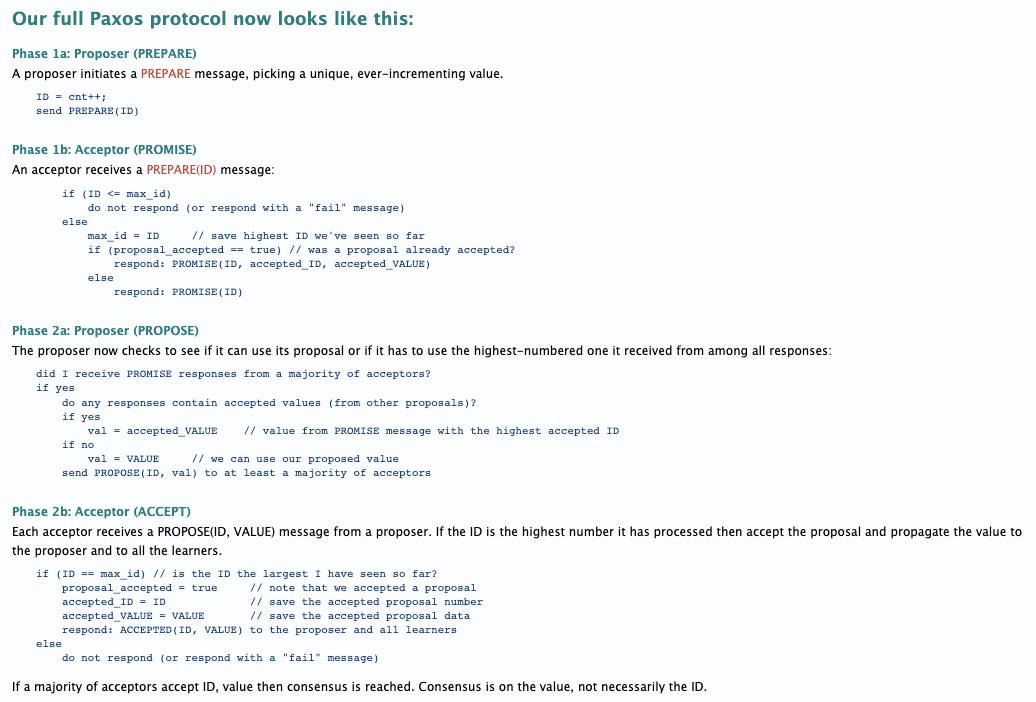 Our full Paxos protocol now looks like this:
Phase 1a: Proposer (PREPARE)
A proposer initiates a PREPARE message, picking a unique, ever-incrementing value.
ID = cnt++;
send PREPARE(ID)
Phase 1b: Acceptor (PROMISE)
An acceptor receives a PREPARE(ID) message:
if (ID <= max_id)
do not respond (or respond with a "fail" message)
else
max_id = ID // save highest ID we've seen so far
if (proposal_accepted == true) // was a proposal already accepted?
respond: PROMISE(ID, accepted_ID, accepted_VALUE)
else
respond: PROMISE(ID)
Phase 2a: Proposer (PROPOSE)
The proposer now checks to see if it can use its proposal or if it has to use the highest-numbered one it received from among all responses:
did I receive PROMISE responses from a majority of acceptors?
if yes
do any responses contain accepted values (from other proposals)?
if yes
val = accepted_VALUE // value from PROMISE message with the highest accepted ID
if no
val = VALUE // we can use our proposed value
send PROPOSE(ID, val) to at least a majority of acceptors
Phase 2b: Acceptor (ACCEPT)
Each acceptor receives a PROPOSE(ID, VALUE) message from a proposer. If the ID is the highest number it has processed then accept the proposal and propagate the value to
the proposer and to all the learners.
if (ID == max_id) // is the ID the largest I have seen so far?
proposal_accepted = true // note that we accepted a proposal
accepted_ID = ID // save the accepted proposal number
accepted_VALUE = VALUE // save the accepted proposal data
respond: ACCEPTED(ID, VALUE) to the proposer and all learners
else
do not respond (or respond with a "fail" message)
If a majority of acceptors accept ID, value then consensus is reached. Consensus is on the value, not necessarily the ID.